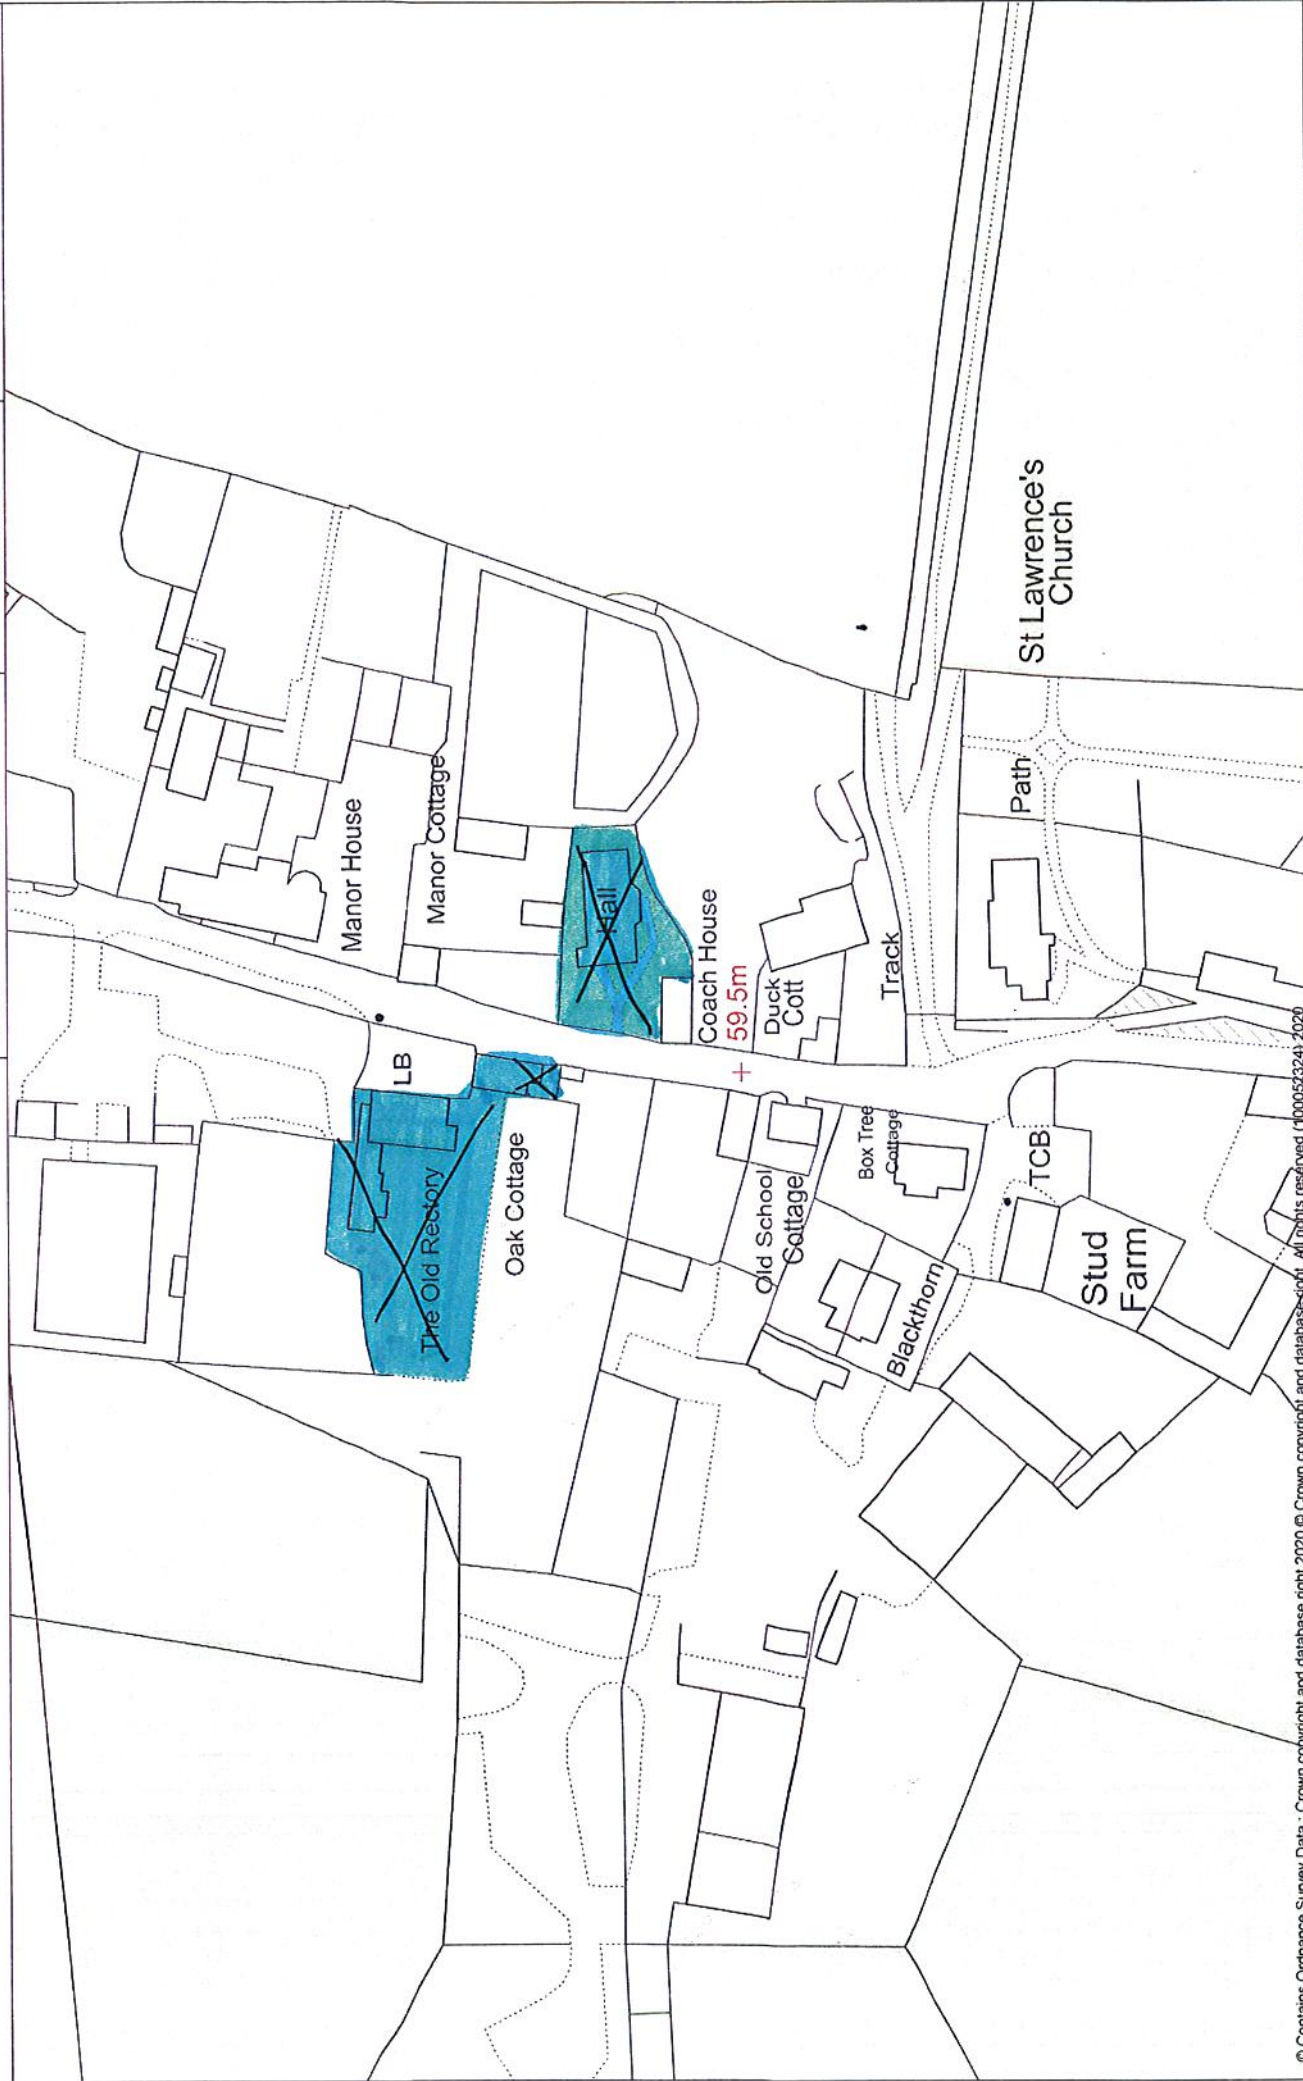 Manor House
Manor Cottage
LB
Hall
The Old Rectory
Oak Cottage
Coach House
59.5m
Duck
Cott
Track
St Lawrence's
Church
Path
Old School
Cottage
Box Tree
Cottage
Blackthorn
TCB
Stud
Farm
© Contains Ordnance Survey Data : Crown copyright and database right 2020 © Crown copyright and database right. All rights reserved (100052324) 2020